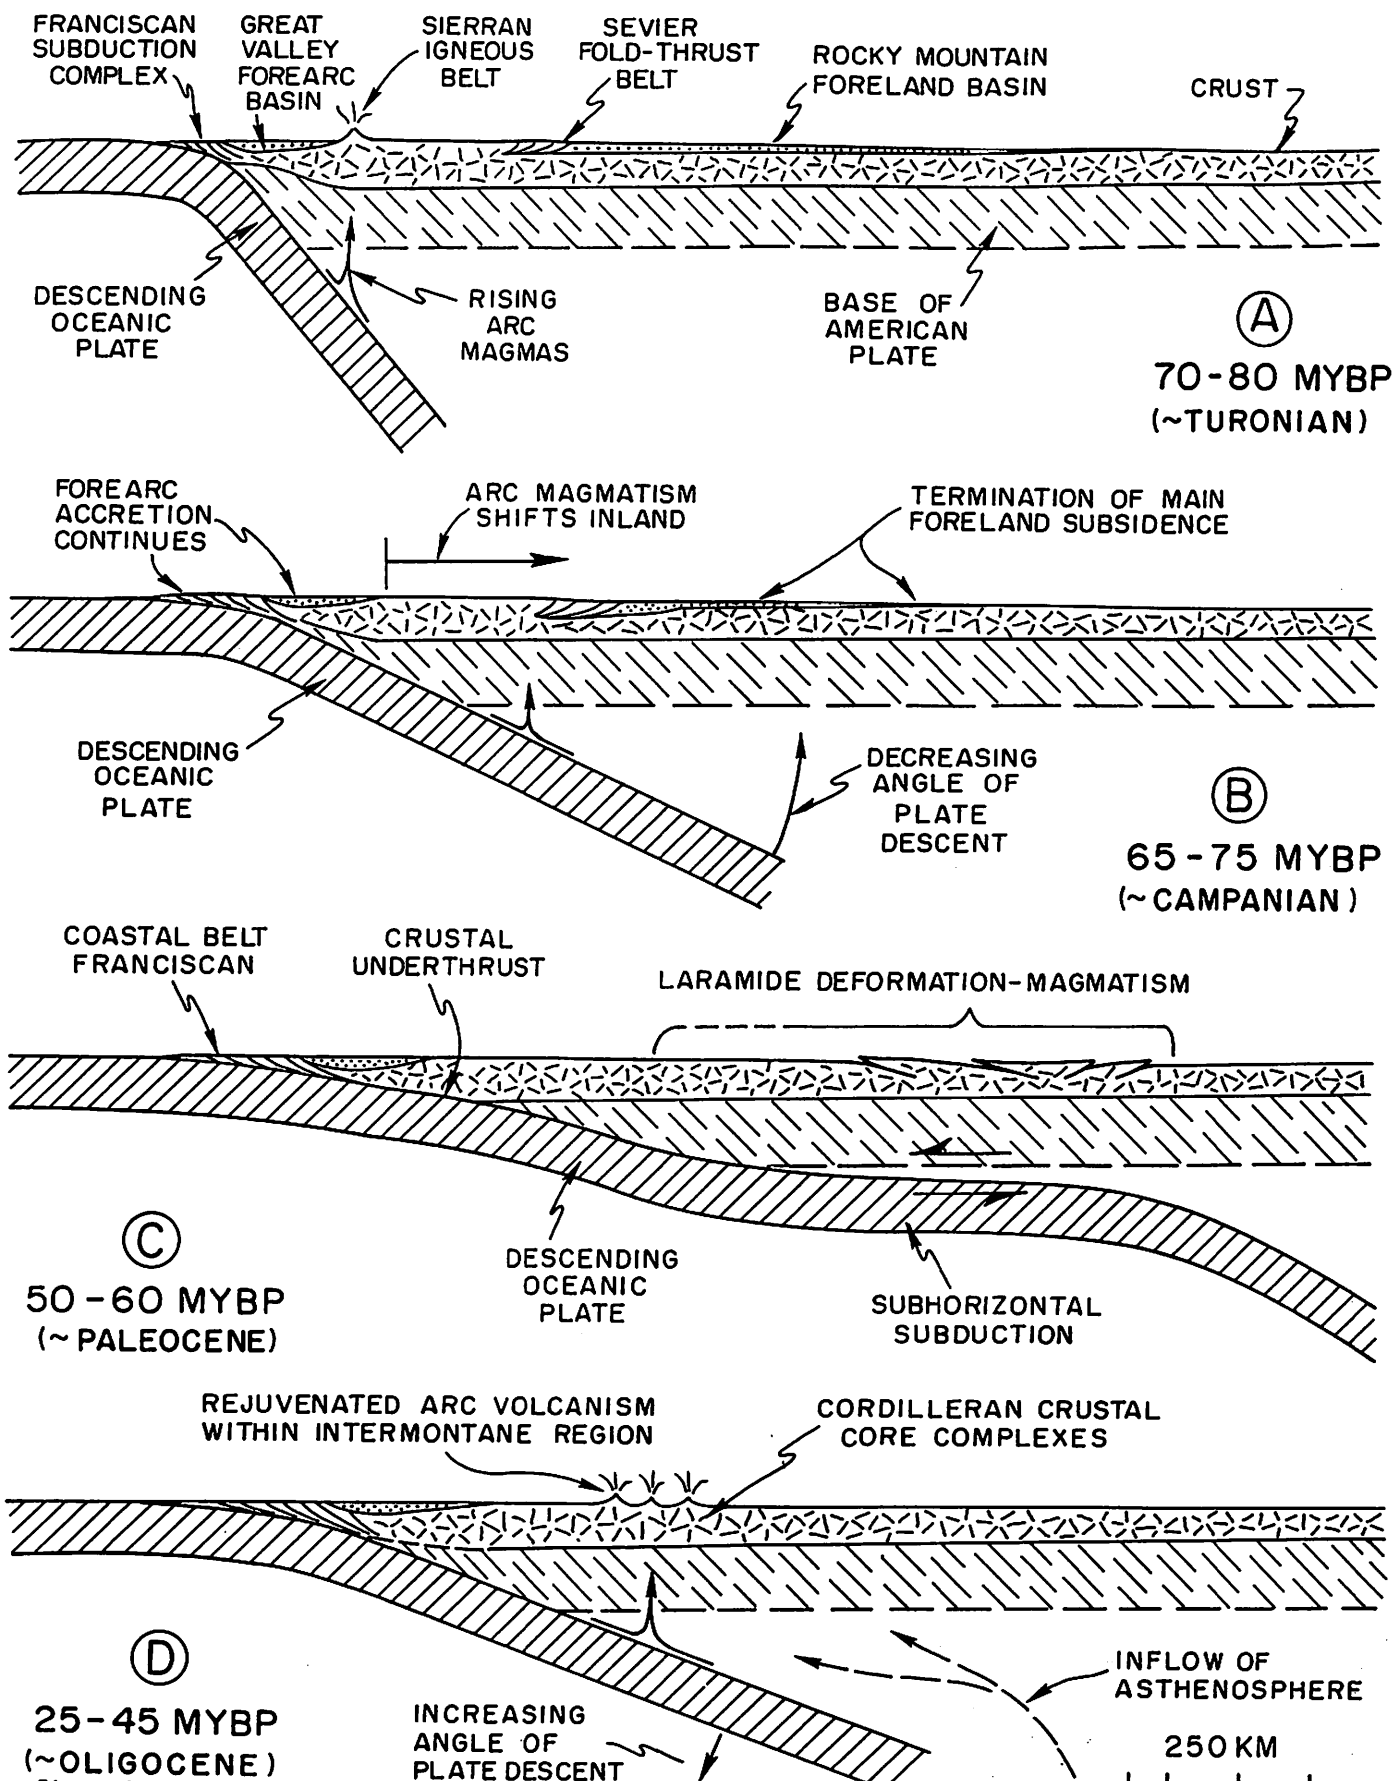 FRANCISCAN
SUBDUCTION
COMPLEX
GREAT
VALLEY
FOREARC
BASIN
SIERRAN
IGNEOUS
BELT
SEVIER
FOLD-THRUST
BELT
ROCKY MOUNTAIN
FORELAND BASIN
CRUST
DESCENDING
OCEANIC
PLATE
RISING
ARC
MAGMAS
BASE OF
AMERICAN
PLATE
A
70-80 MYBP
(~TURONIAN)
FOREARC
ACCRETION
CONTINUES
ARC MAGMATISM
SHIFTS INLAND
TERMINATION OF MAIN
FORELAND SUBSIDENCE
DESCENDING
OCEANIC
PLATE
DECREASING
ANGLE OF
PLATE
DESCENT
B
65-75 MYBP
(~CAMPANIAN)
COASTAL BELT
FRANCISCAN
CRUSTAL
UNDERTHRUST
LARAMIDE DEFORMATION-MAGMATISM
C
50-60 MYBP
(~PALEOCENE)
DESCENDING
OCEANIC
PLATE
SUBHORIZONTAL
SUBDUCTION
REJUVENATED ARC VOLCANISM
WITHIN INTERMONTANE REGION
CORDILLERAN CRUSTAL
CORE COMPLEXES
D
25-45 MYBP
(~OLIGOCENE)
INCREASING
ANGLE OF
PLATE DESCENT
INFLOW OF
ASTHENOSPHERE
250 KM